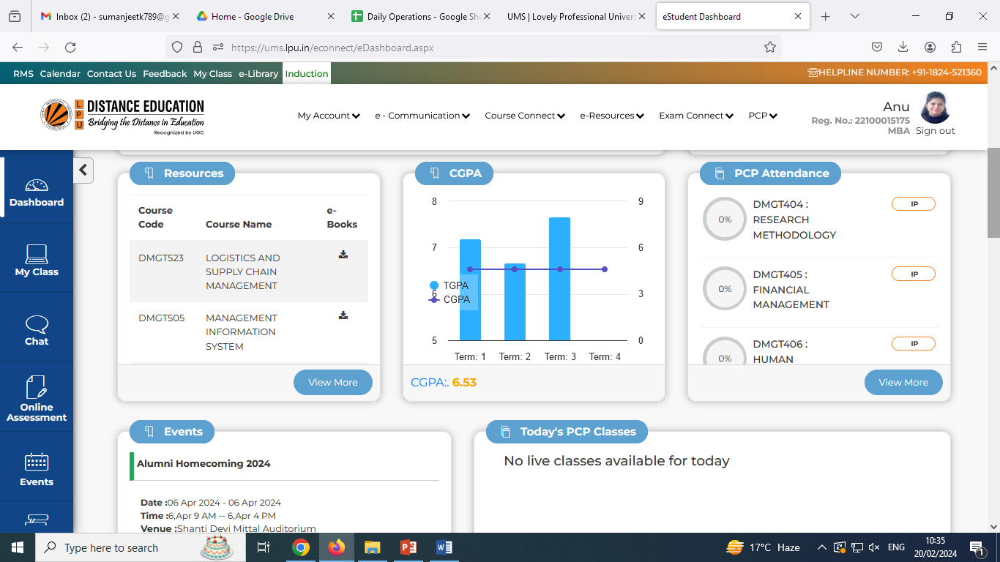 Inbox (2) - sumanjeetk789@g
Home - Google Drive
Daily Operations - Google She
UMS | Lovely Professional Univers
eStudent Dashboard
https://ums.lpu.in/econnect/eDashboard.aspx
RMS Calendar Contact Us Feedback My Class e-Library Induction
HELPLINE NUMBER: +91-1824-521360
LPU
DISTANCE EDUCATION
Bridging the Distance in Education
Recognized by UGC
My Account
e - Communication
Course Connect
e-Resources
Exam Connect
PCP
Anu
Reg. No.: 22100015175
MBA
Sign out
Dashboard
My Class
Chat
Online
Assessment
Events
Resources
Course
Code
Course Name
e-
Books
DMGT523
LOGISTICS AND
SUPPLY CHAIN
MANAGEMENT
DMGT505
MANAGEMENT
INFORMATION
SYSTEM
View More
CGPA
8
7
6
5
9
6
3
0
TGPA
CGPA
Term: 1 Term: 2 Term: 3 Term: 4
CGPA:. 6.53
PCP Attendance
0%
DMGT404 :
RESEARCH
METHODOLOGY
IP
0%
DMGT405 :
FINANCIAL
MANAGEMENT
IP
0%
DMGT406 :
HUMAN
IP
View More
Events
Alumni Homecoming 2024
Date :06 Apr 2024 - 06 Apr 2024
Time :6,Apr 9 AM -- 6,Apr 4 PM
Venue :Shanti Devi Mittal Auditorium
Today's PCP Classes
No live classes available for today
Type here to search
17°C Haze
ENG
10:35
20/02/2024
1